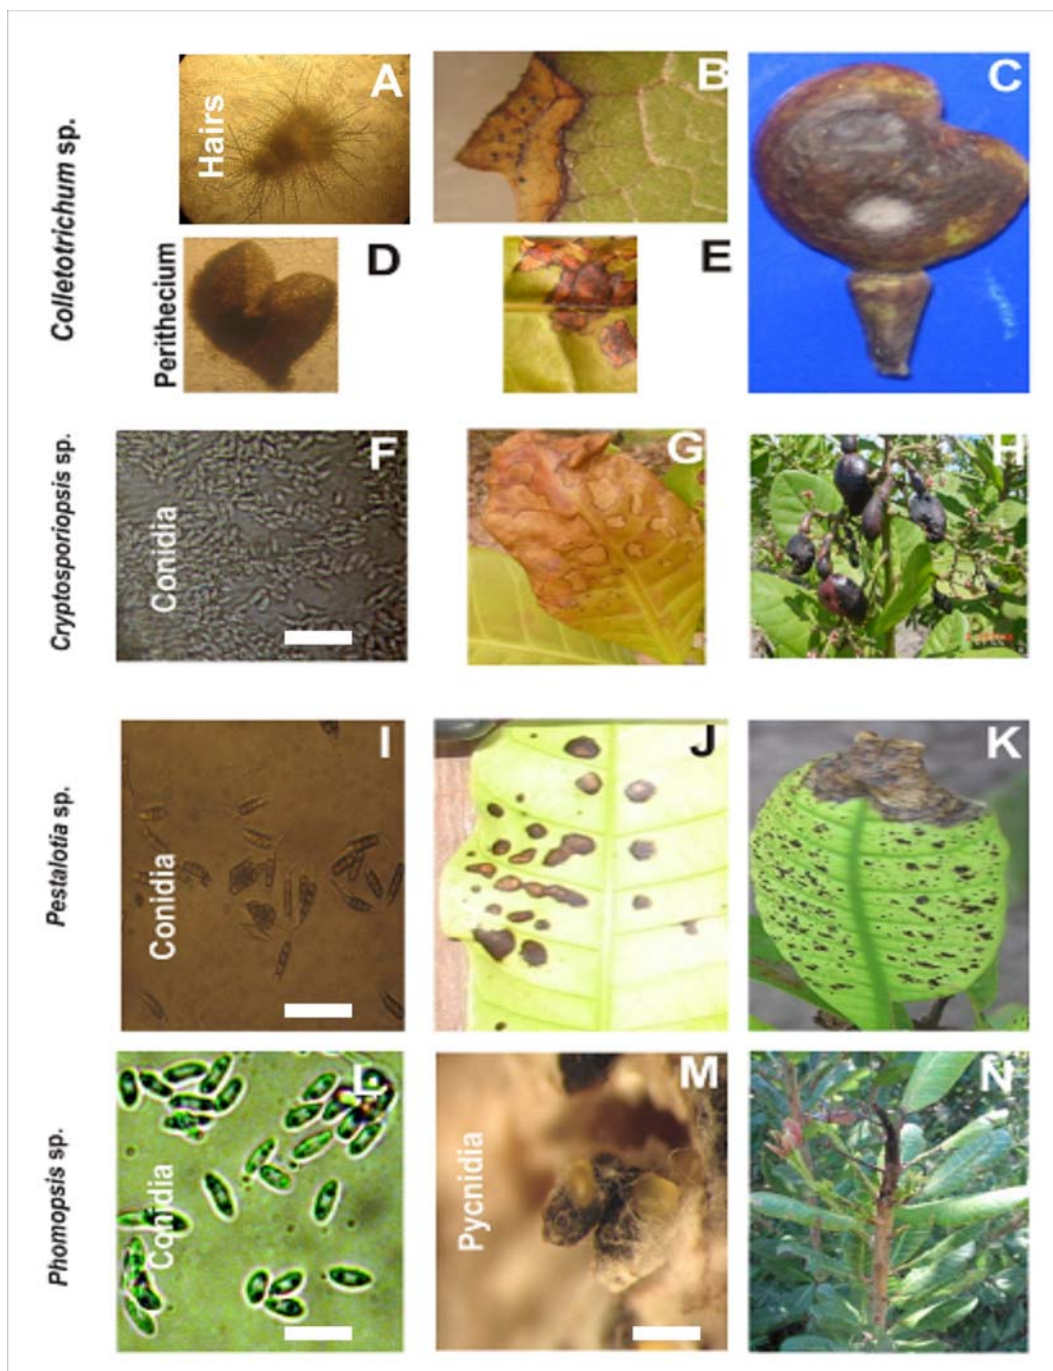 Colletotrichum sp.
Hairs
A
B
C
Perithecium
D
E
Cryptosporiopsis sp.
Conidia
F
G
H
Pestalotia sp.
Conidia
I
J
K
Phomopsis sp.
Conidia
L
Pycnidia
M
N